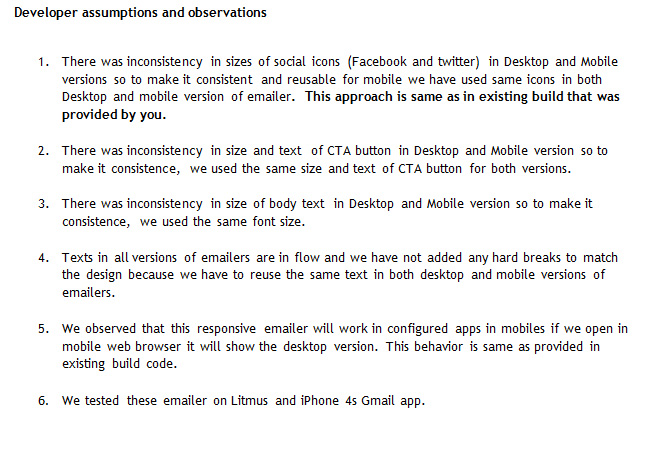 Developer assumptions and observations
1. There was inconsistency in sizes of social icons (Facebook and twitter) in Desktop and Mobile
versions so to make it consistent and reusable for mobile we have used same icons in both
Desktop and mobile version of emailer. This approach is same as in existing build that was
provided by you.
2. There was inconsistency in size and text of CTA button in Desktop and Mobile version so to
make it consistence, we used the same size and text of CTA button for both versions.
3. There was inconsistency in size of body text in Desktop and Mobile version so to make it
consistence, we used the same font size.
4. Texts in all versions of emailers are in flow and we have not added any hard breaks to match
the design because we have to reuse the same text in both desktop and mobile versions of
emailers.
5. We observed that this responsive emailer will work in configured apps in mobiles if we open in
mobile web browser it will show the desktop version. This behavior is same as provided in
existing build code.
6. We tested these emailer on Litmus and iPhone 4s Gmail app.